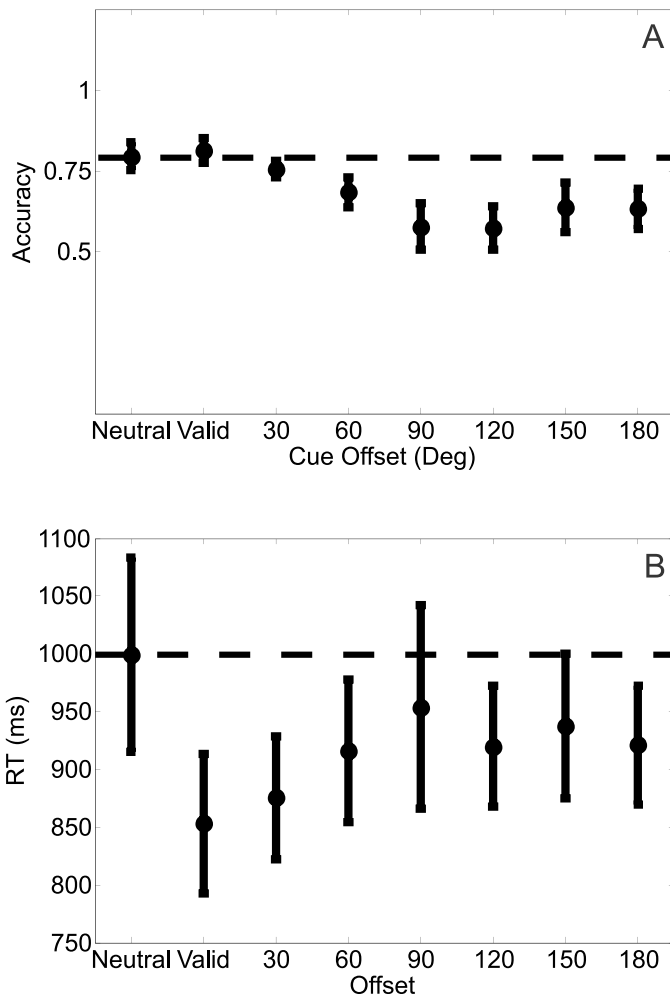 A
1
0.75
0.5
Accuracy
Neutral Valid 30 60 90 120 150 180
Cue Offset (Deg)
B
1100
1050
1000
950
900
850
800
750
RT (ms)
Neutral Valid 30 60 90 120 150 180
Offset